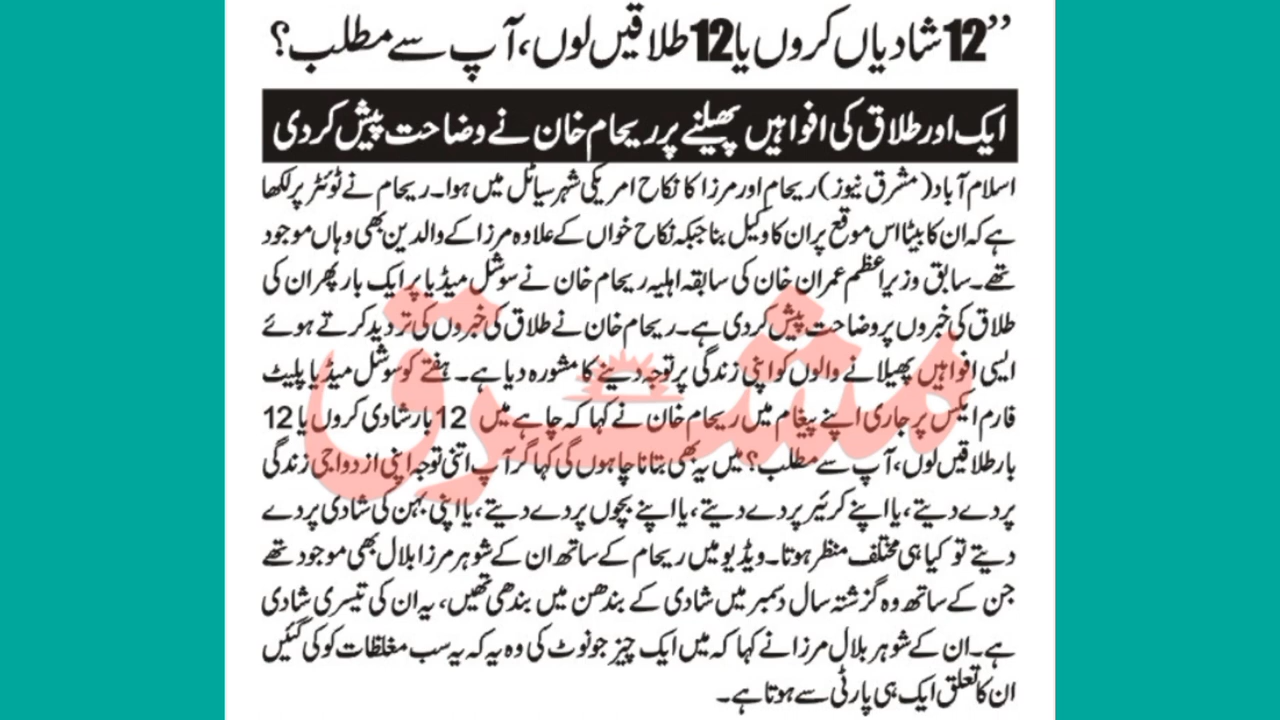 ”12 شادیاں کروں یا 12 طلاقیں لوں، آپ سے مطلب؟
ایک اور طلاق کی افواہیں پھیلنے پر ریحام خان نے وضاحت پیش کردی
اسلام آباد (مشرق نیوز) ریحام اور مرزا کا نکاح امریکی شہر سیاٹل میں ہوا۔ ریحام نے ٹوئٹر پر لکھا
ہے کہ ان کا بیٹا اس موقع پر ان کا وکیل بنا جبکہ نکاح خواں کے علاوہ مرزا کے والدین بھی وہاں موجود
تھے۔ سابق وزیراعظم عمران خان کی سابقہ اہلیہ ریحام خان نے سوشل میڈیا پر ایک بار پھر ان کی
طلاق کی خبروں پر وضاحت پیش کردی ہے۔ ریحام خان نے طلاق کی خبروں کی تردید کرتے ہوئے
ایسی افواہیں پھیلانے والوں کو اپنی زندگی پر توجہ دینے کا مشورہ دیا ہے۔ ہفتے کو سوشل میڈیا پلیٹ
فارم ایکس پر جاری اپنے پیغام میں ریحام خان نے کہا کہ چاہے میں 12 بار شادی کروں یا 12
بار طلاقیں لوں، آپ سے مطلب؟ میں یہ بھی بتانا چاہوں گی کہ اگر آپ اتنی توجہ اپنی ازدواجی زندگی
پر دے دیتے، یا اپنے کرئیر پر دے دیتے، یا اپنے بچوں پر دے دیتے، یا اپنی بہن کی شادی پر دے
دیتے تو کیا ہی مختلف منظر ہوتا۔ ویڈیو میں ریحام کے ساتھ ان کے شوہر مرزا بلال بھی موجود تھے
جن کے ساتھ وہ گزشتہ سال دسمبر میں شادی کے بندھن میں بندھی تھیں، یہ ان کی تیسری شادی
ہے۔ ان کے شوہر بلال مرزا نے کہا کہ میں ایک چیز جو نوٹ کی وہ یہ کہ یہ سب مغلظات کو کی گئیں
ان کا تعلق ایک ہی پارٹی سے ہوتا ہے۔
مشرق